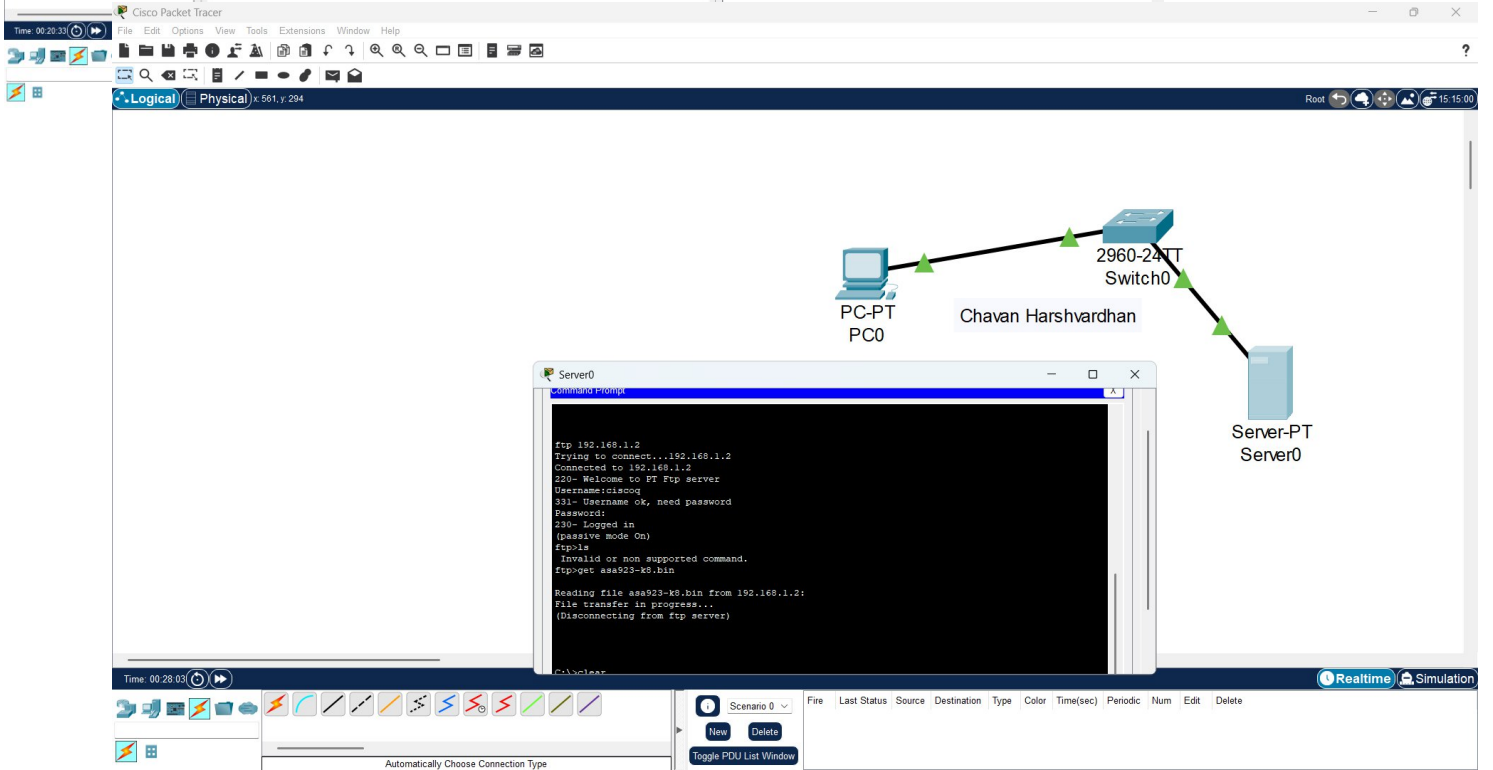 Cisco Packet Tracer
Time: 00:20:33
File Edit Options View Tools Extensions Window Help
?
Logical Physical x: 561, y: 294
Root 15:15:00
2960-24TT
Switch0
PC-PT
PC0
Chavan Harshvardhan
Server-PT
Server0
Server0
Command Prompt
X
ftp 192.168.1.2
Trying to connect...192.168.1.2
Connected to 192.168.1.2
220- Welcome to PT Ftp server
Username:ciscoq
331- Username ok, need password
Password:
230- Logged in
(passive mode On)
ftp>ls
Invalid or non supported command.
ftp>get asa923-k8.bin
Reading file asa923-k8.bin from 192.168.1.2:
File transfer in progress...
(Disconnecting from ftp server)
C:\>clear
Time: 00:28:03
Realtime Simulation
Scenario 0
New Delete
Toggle PDU List Window
Fire Last Status Source Destination Type Color Time(sec) Periodic Num Edit Delete
Automatically Choose Connection Type